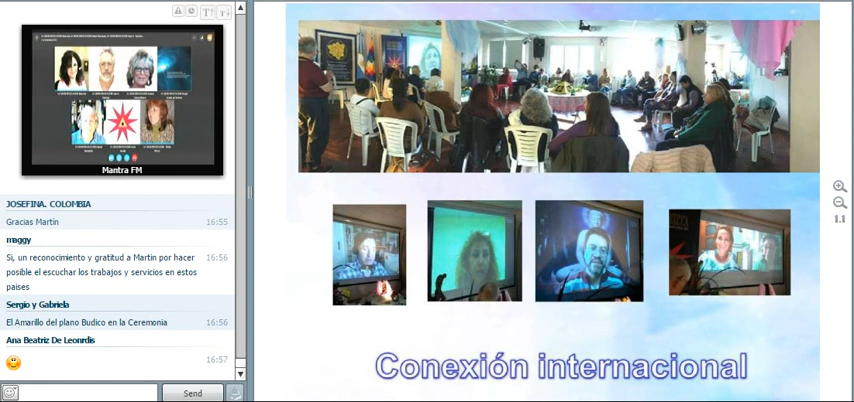 Mantra FM
JOSEFINA. COLOMBIA
Gracias Martín 16:55
maggy
Si, un reconocimiento y gratitud a Martin por hacer
posible el escuchar los trabajos y servicios en estos 16:56
paises
Sergio y Gabriela
El Amarillo del plano Budico en la Ceremonia 16:56
Ana Beatriz De Leonrdis
16:57
Send
Conexión internacional
1.1